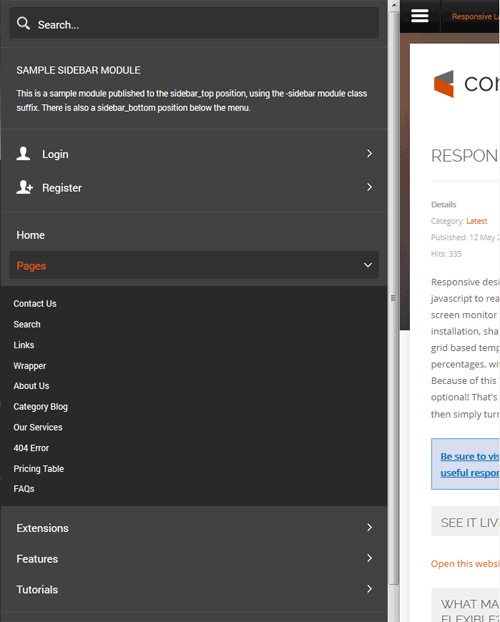 Search...
SAMPLE SIDEBAR MODULE
This is a sample module published to the sidebar_top position, using the -sidebar module class
suffix. There is also a sidebar_bottom position below the menu.
Login
Register
Home
Pages
Contact Us
Search
Links
Wrapper
About Us
Category Blog
Our Services
404 Error
Pricing Table
FAQs
Extensions
Features
Tutorials
Responsive La
cor
RESPON
Details
Category: Latest
Published: 12 May 2
Hits: 335
Responsive desi
javascript to rea
screen monitor
installation, sha
grid based temp
percentages, wi
Because of this
optional! That's
then simply turn
Be sure to vis
useful respon
SEE IT LIV
Open this websi
WHAT MA
FLEXIBLE?